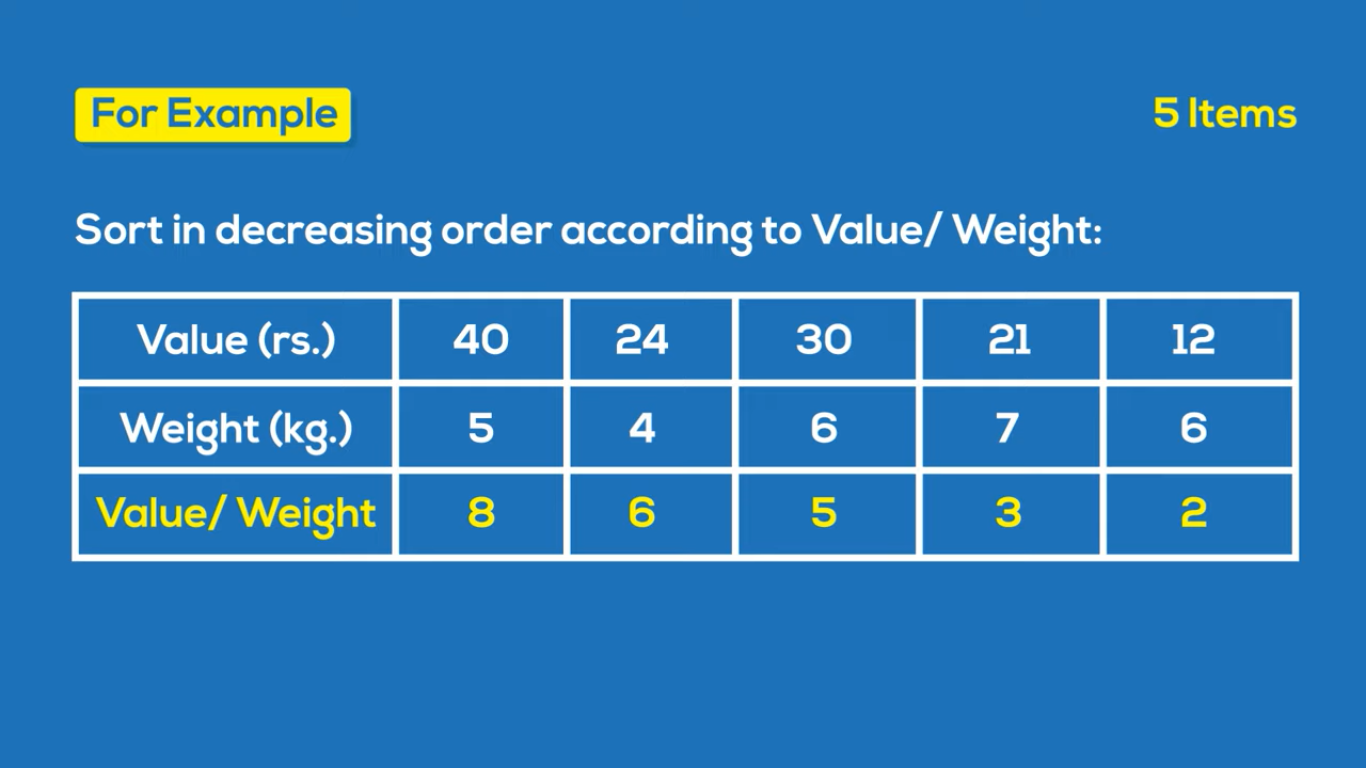 For Example
5 Items
Sort in decreasing order according to Value/ Weight:
Value (rs.) 40 24 30 21 12
Weight (kg.) 5 4 6 7 6
Value/ Weight 8 6 5 3 2